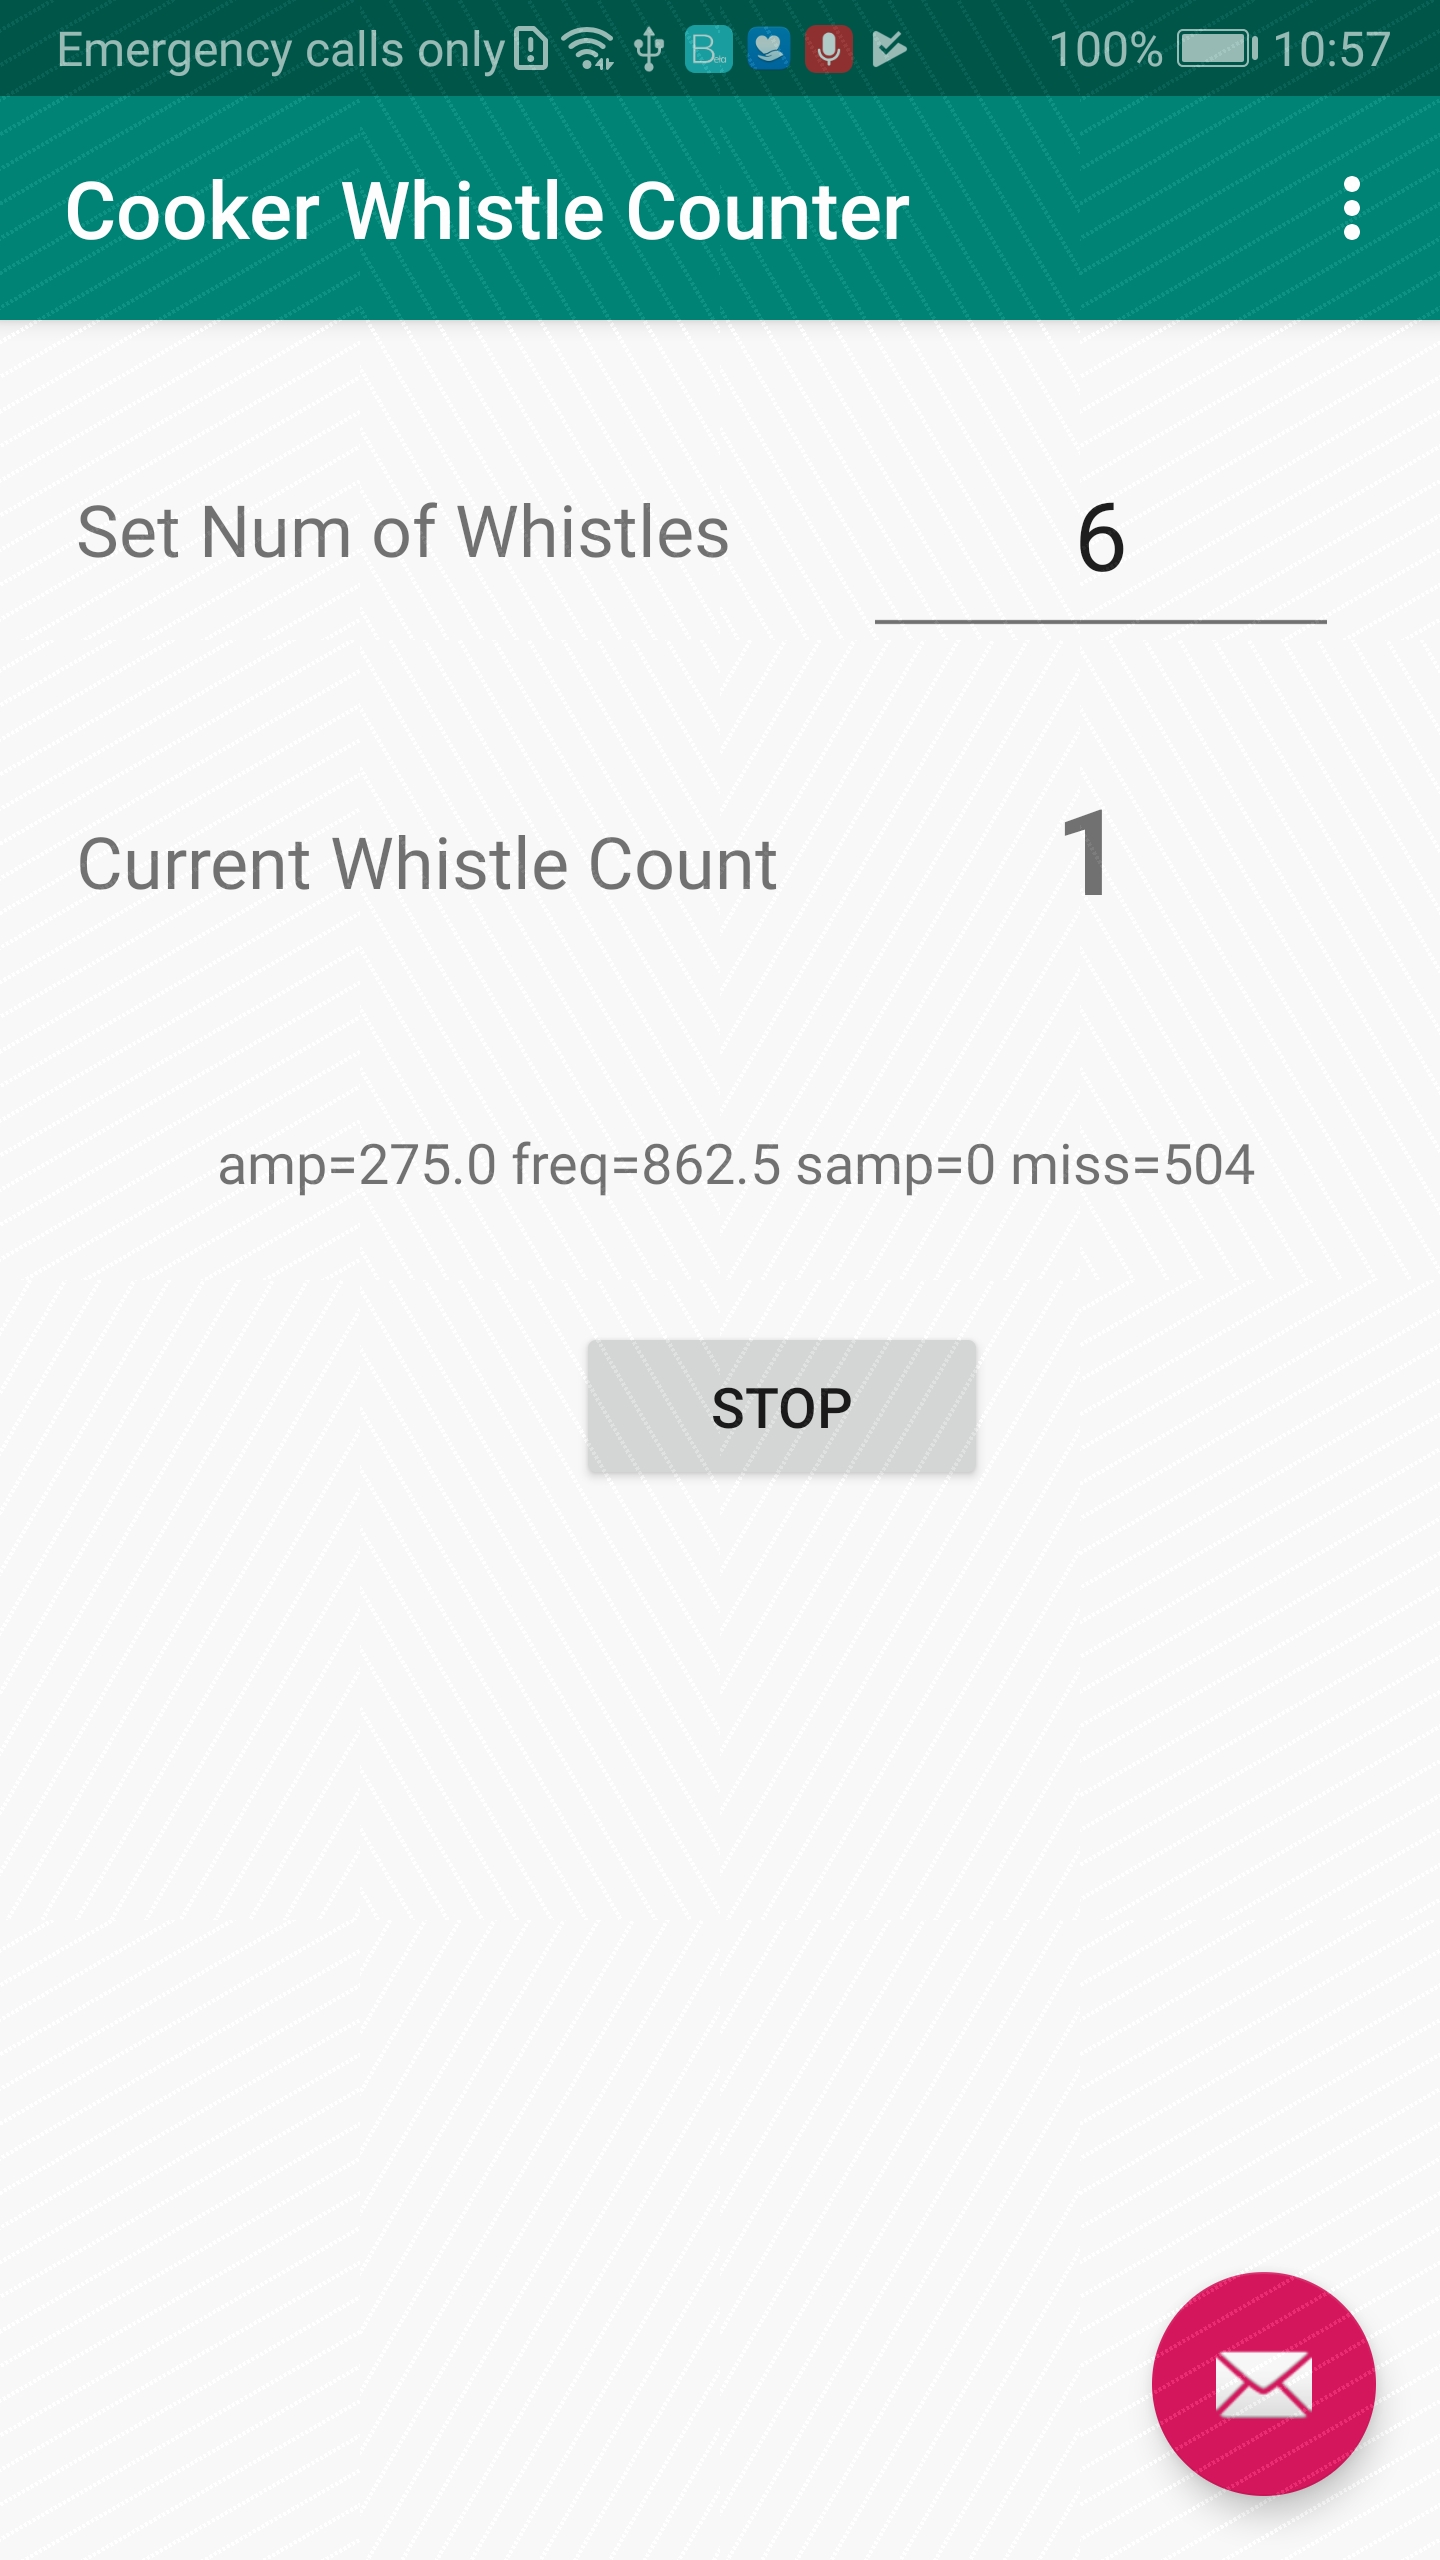 Emergency calls only 100% 10:57
Cooker Whistle Counter
Set Num of Whistles 6
Current Whistle Count 1
amp=275.0 freq=862.5 samp=0 miss=504
STOP